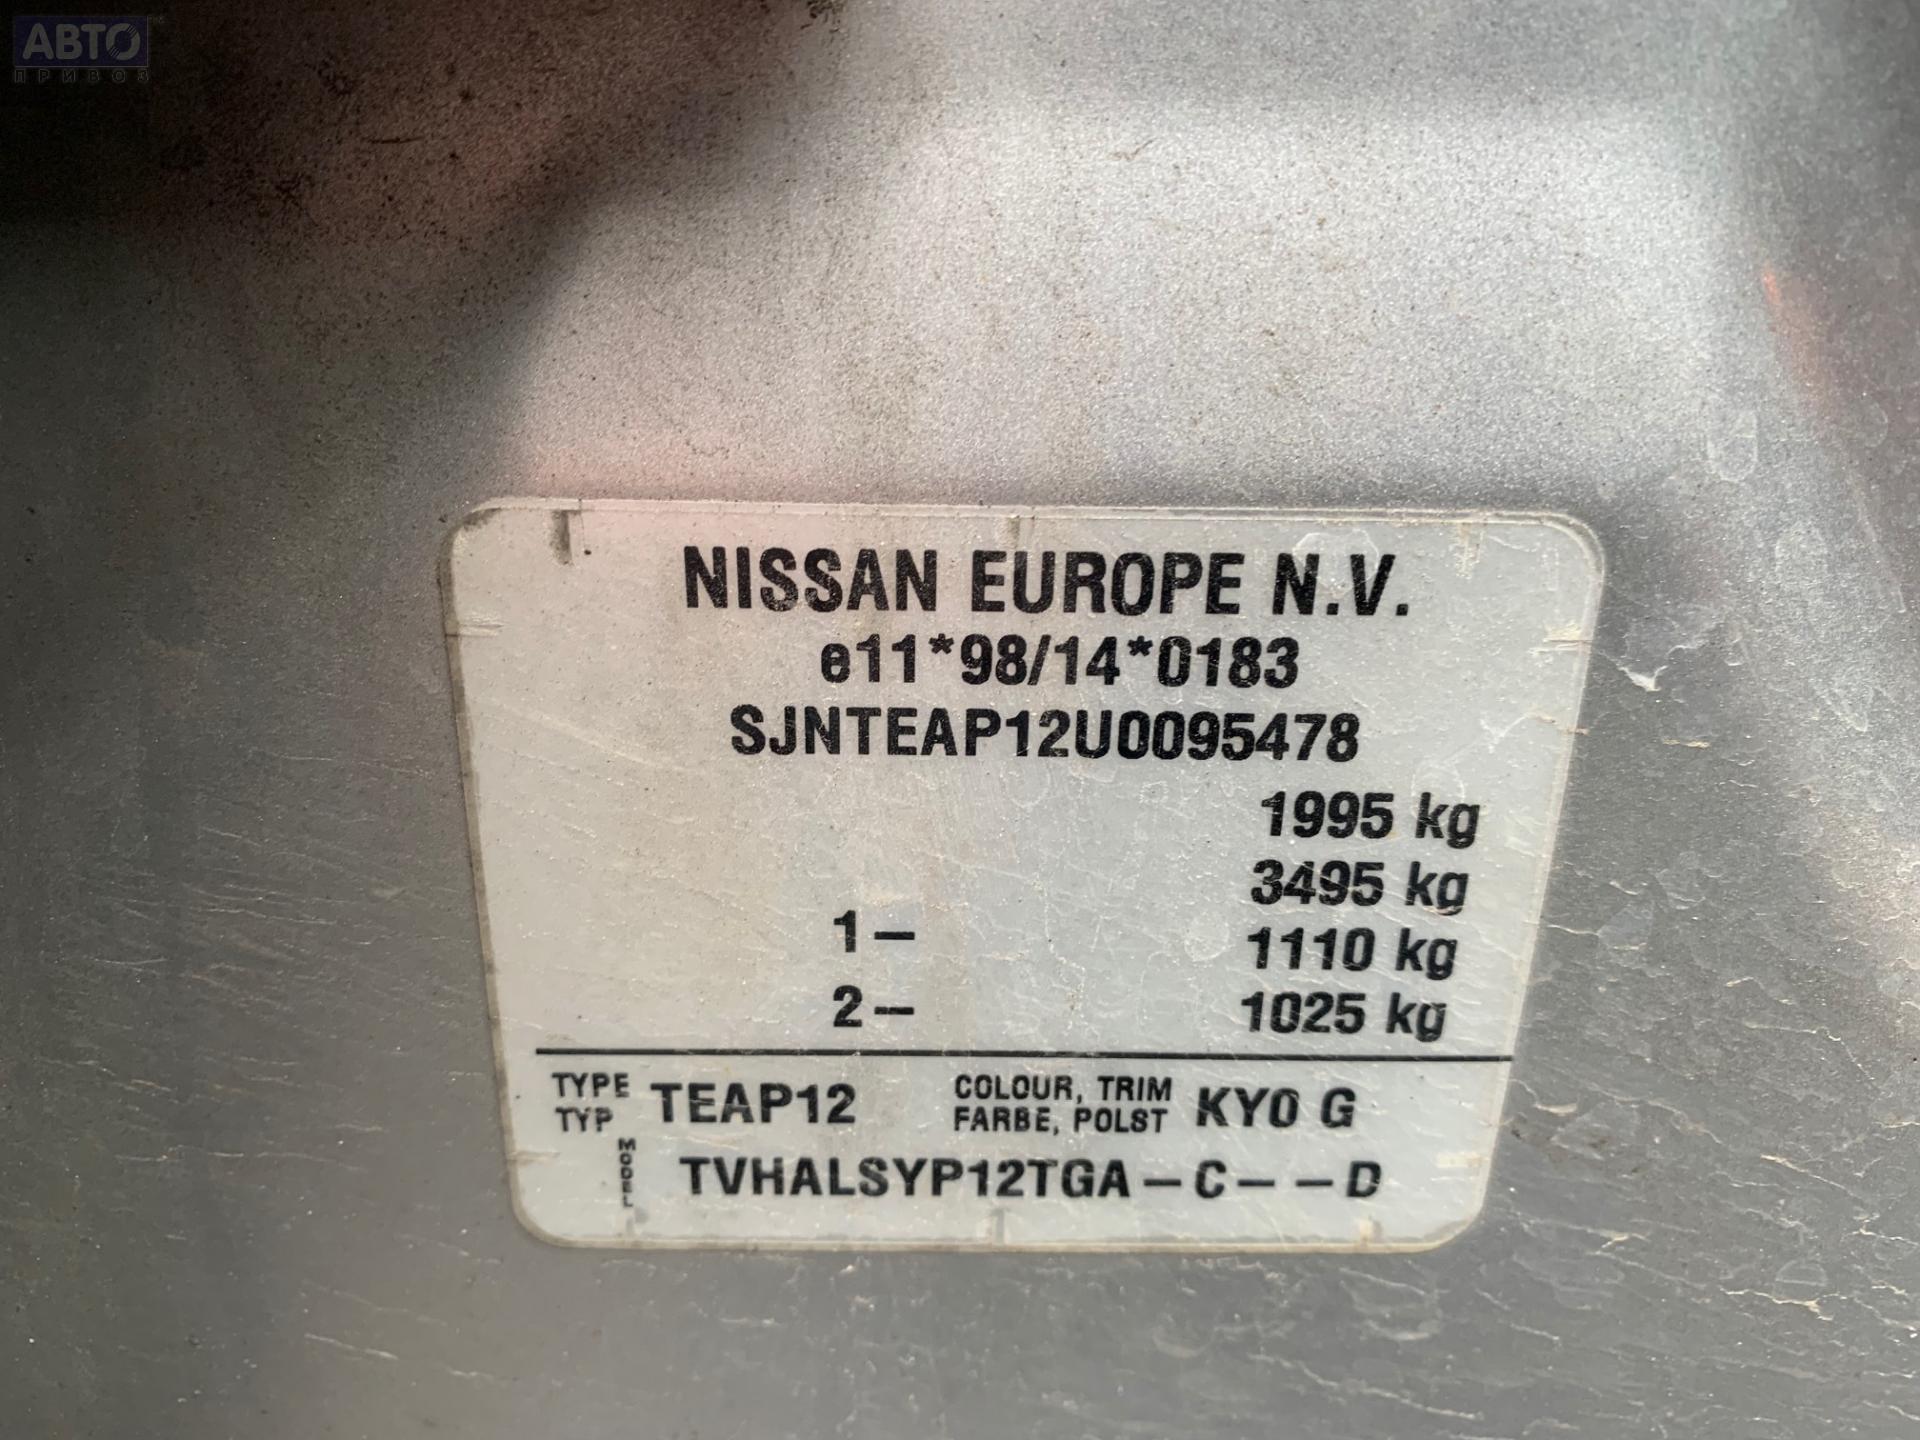 АВТО
ПРИВОЗ
NISSAN EUROPE N.V.
e11*98/14*0183
SJNTEAP12U0095478
1995 kg
3495 kg
1– 1110 kg
2– 1025 kg
TYPE TYP TEAP12 COLOUR, TRIM FARBE, POLST KY0 G
MODEL TVHALSYP12TGA–C––D